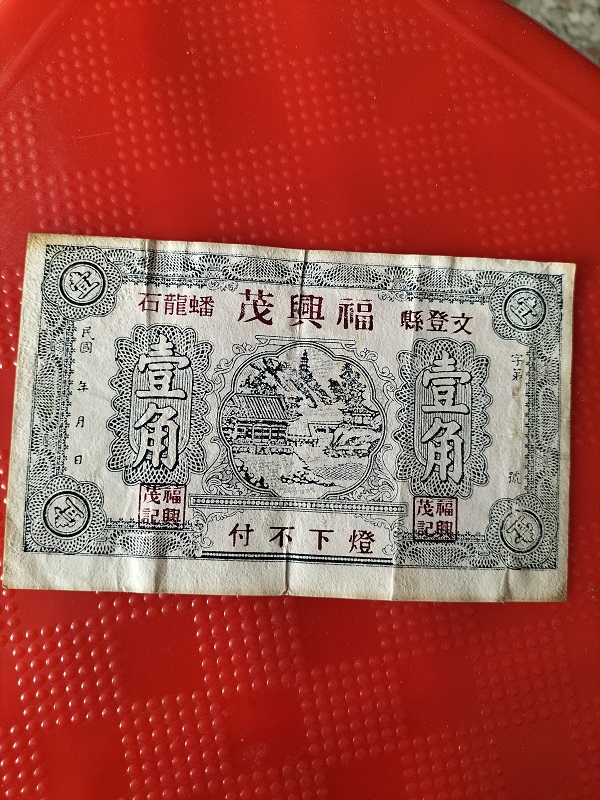 文登縣
福興茂
蟠龍石
壹角
壹角
字第
號
民國 年 月 日
福興茂記
福興茂記
燈下不付